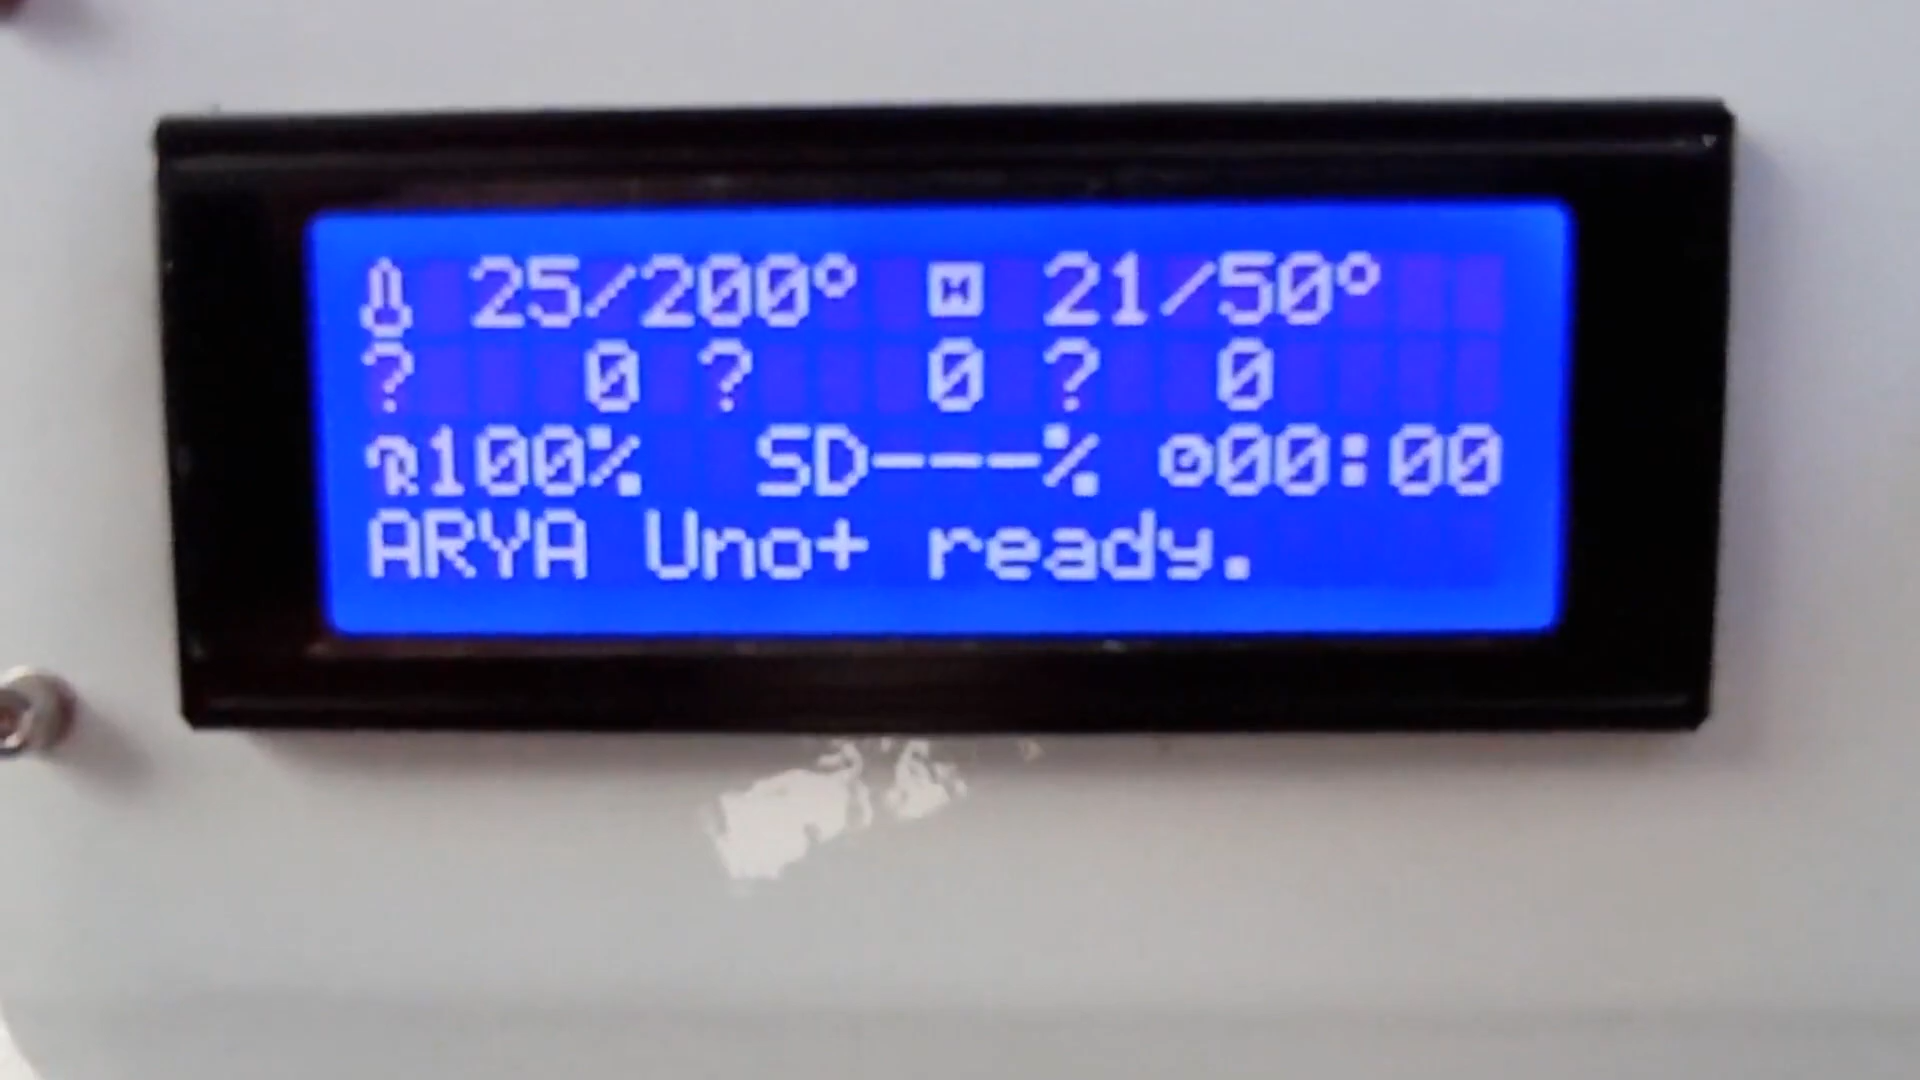 25/200° 21/50°
? 0 ? 0 ? 0
100% SD---% 00:00
ARYA Uno+ ready.